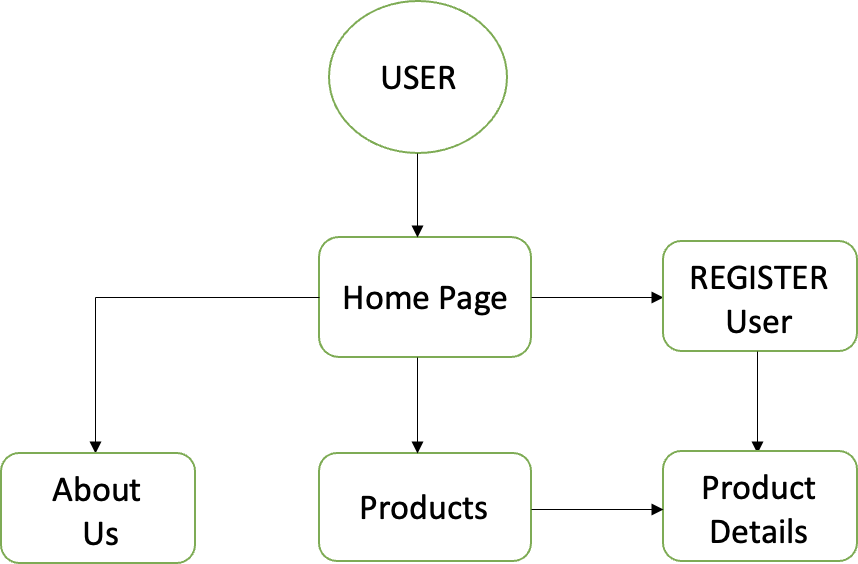 USER
Home Page
REGISTER
User
About
Us
Products
Product
Details